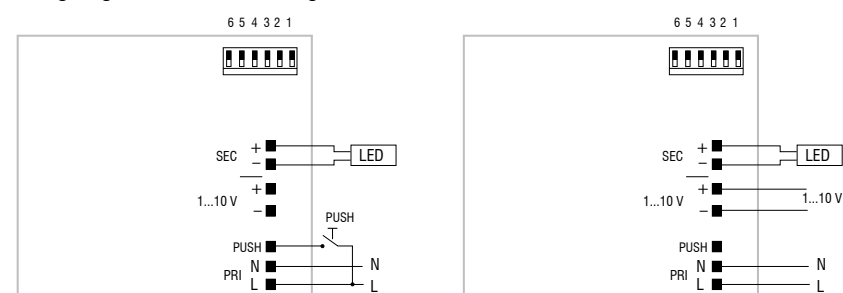 6 5 4 3 2 1
SEC + LED
−
+
1...10 V
−
PUSH
PUSH
PRI N N
L L
6 5 4 3 2 1
SEC + LED
−
+
1...10 V 1...10 V
−
PUSH
PRI N N
L L